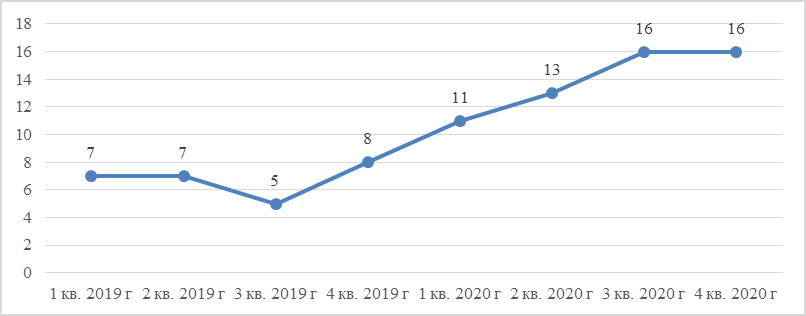 18
16
14
12
10
8
6
4
2
0
7
7
5
8
11
13
16
16
1 кв. 2019 г
2 кв. 2019 г
3 кв. 2019 г
4 кв. 2019 г
1 кв. 2020 г
2 кв. 2020 г
3 кв. 2020 г
4 кв. 2020 г